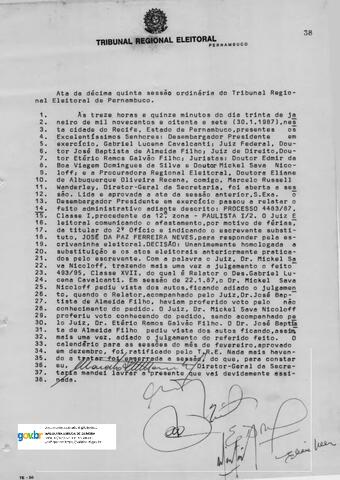 38
TRIBUNAL REGIONAL ELEITORAL
PERNAMBUCO
Ata da décima quinta sessão ordinária do Tribunal Regio-
nal Eleitoral de Pernambuco.
1. Às treze horas e quinze minutos do dia trinta de ja
2. neiro de mil novecentos e oitenta e sete (30.1.1987), nes
3. ta cidade do Recife, Estado de Pernambuco, presentes os
4. Excelentíssimos Senhores: Desembargador Presidente em
5. exercício, Gabriel Lucena Cavalcanti; Juiz Federal, Dou-
6. tor José Baptista de Almeida Filho; Juiz de Direito, Dou-
7. tor Etério Ramos Galvão Filho; Juristas: Doutor Edmir da
8. Boa Viagem Domingues da Silva e Doutor Mickel Sava Nico-
9. loff; e a Procuradora Regional Eleitoral, Doutora Eliane
10. de Albuquerque Oliveira Recena, comigo, Marcelo Russell
11. Wanderley, Diretor-Geral da Secretaria, foi aberta a ses
12. são. Lida e aprovada a ata de sessão anterior, S.Exa. O
13. Desembargador Presidente em exercício passou a relatar o
14. feito administrativo adiante descrito: PROCESSO 4483/87,
15. Classe I, procedente da 12ª zona - PAULISTA I/2. O Juiz E
16. leitoral comunicando o afastamento, por motivo de férias,
17. da titular do 2º Ofício e indicando o escrevente substitu
18. to, JOSÉ DA PAZ FERREIRA NEVES, para responder pela es-
19. crivaninha eleitoral. DECISÃO: Unanimemente homologada a
20. substituição e os atos eleitorais anteriormente pratica-
21. dos pelo escrevente. Com a palavra o Juiz, Dr. Mickel Sa
22. va Nicoloff, trazendo mais uma vez a julgamento o feito
23. 493/85, Classe XVII, do qual é Relator o Des. Gabriel Lu-
24. cena Cavalcanti. Em sessão de 22.1.87, o Dr. Mickel Sava
25. Nicoloff pediu vista dos autos, ficando adiado o julgamen
26. to, quando o Relator, acompanhado pelo Juiz, Dr. José Bap-
27. tista de Almeida Filho, haviam proferido voto pelo não
28. conhecimento do pedido. O Juiz, Dr. Mickel Sava Nicoloff
29. proferiu voto conhecendo do pedido, sendo acompanhado pe
30. lo Juiz, Dr. Etério Ramos Galvão Filho. O Dr. José Baptis
31. ta de Almeida Filho pediu vista dos autos, ficando, assim,
32. mais uma vez, adiado o julgamento do referido feito. O
33. calendário para as sessões do mês de fevereiro, aprovado
34. em dezembro, foi ratificado pelo T.R.E. Nada mais haven-
35. do a tratar foi encerrada a sessão, do que, para constar
36. eu, Diretor-Geral da Secre-
37. taria mandei lavrar a presente que vai devidamente assi-
38. nada.
gov.br
TE - 50